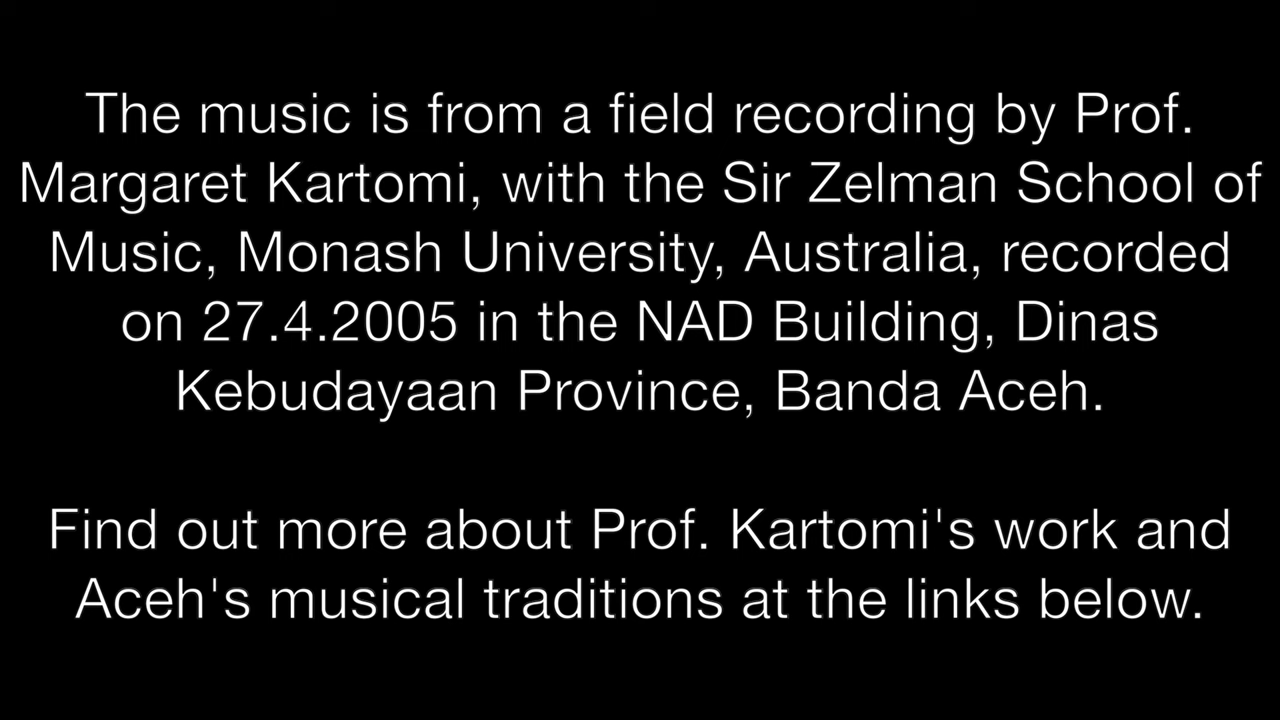 The music is from a field recording by Prof.
Margaret Kartomi, with the Sir Zelman School of
Music, Monash University, Australia, recorded
on 27.4.2005 in the NAD Building, Dinas
Kebudayaan Province, Banda Aceh.
Find out more about Prof. Kartomi's work and
Aceh's musical traditions at the links below.